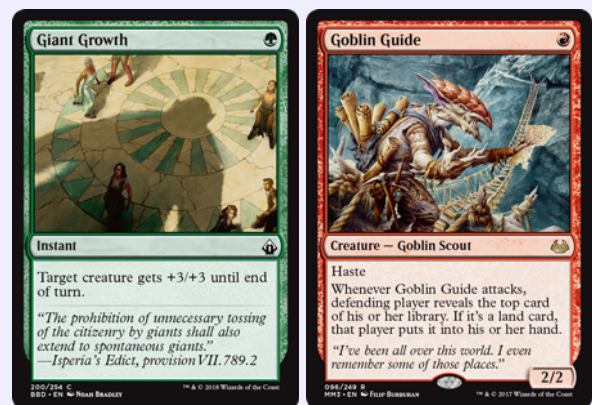 Giant Growth
Instant
Target creature gets +3/+3 until end
of turn.
"The prohibition of unnecessary tossing
of the citizenry by giants shall also
extend to spontaneous giants."
—Isperia's Edict, provision VII.789.2
200/254 C
BBD • EN Noah Bradley
™ & © 2018 Wizards of the Coast
Goblin Guide
Creature — Goblin Scout
Haste
Whenever Goblin Guide attacks,
defending player reveals the top card
of his or her library. If it's a land card,
that player puts it into his or her hand.
"I've been all over this world. I even
remember some of those places."
2/2
096/249 R
MM3 • EN Filip Burburan
™ & © 2017 Wizards of the Coast